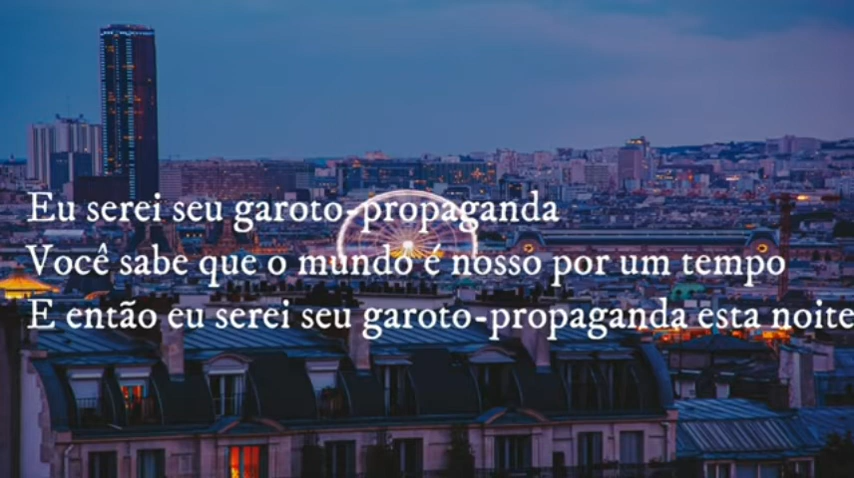 Eu serei seu garoto-propaganda
Você sabe que o mundo é nosso por um tempo
E então eu serei seu garoto-propaganda esta noite